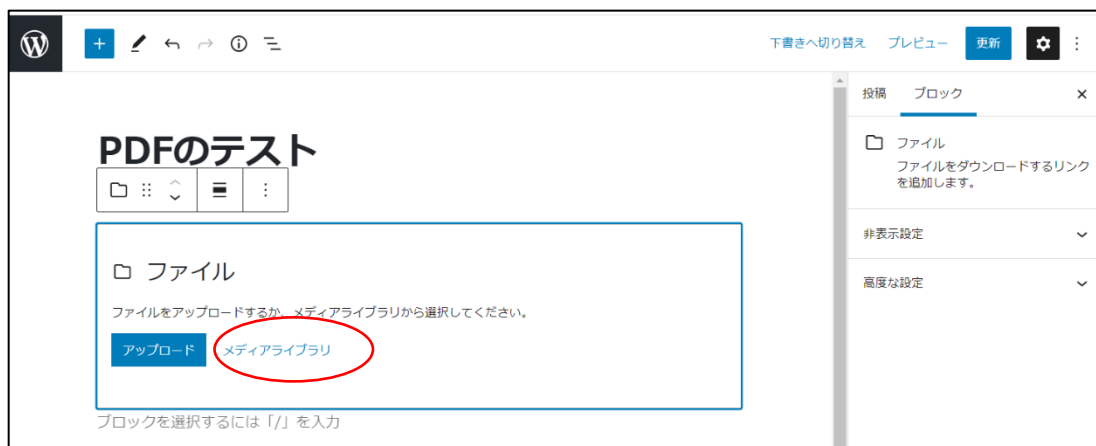 下書きへ切り替え プレビュー 更新
投稿 ブロック
PDFのテスト
ファイル
ファイルをアップロードするか、メディアライブラリから選択してください。
アップロード メディアライブラリ
ブロックを選択するには「/」を入力
ファイル
ファイルをダウンロードするリンク
を追加します。
非表示設定
高度な設定